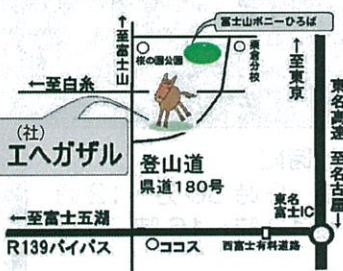 富士山ポニーひろば
↑至富士山
桜の園公園
粟倉分校
↑至東京
←至白糸
(社)
エヘガザル
登山道
県道180号
東名高速 至名古屋↓
東名
富士IC
←至富士五湖
R139バイパス
ココス
西富士有料道路